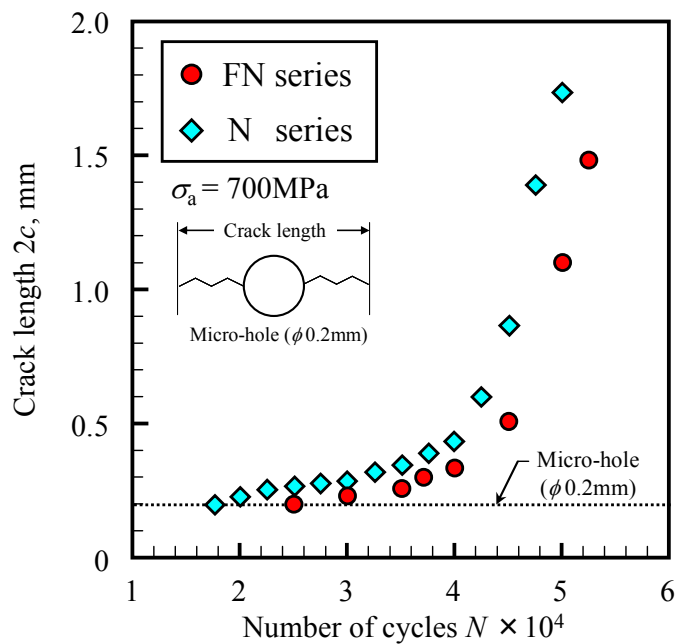 2.0
FN series
N series
σa = 700MPa
1.5
Crack length
Micro-hole (ϕ0.2mm)
Crack length 2c, mm
1.0
0.5
Micro-hole
(ϕ0.2mm)
0
1 2 3 4 5 6
Number of cycles N × 10⁴